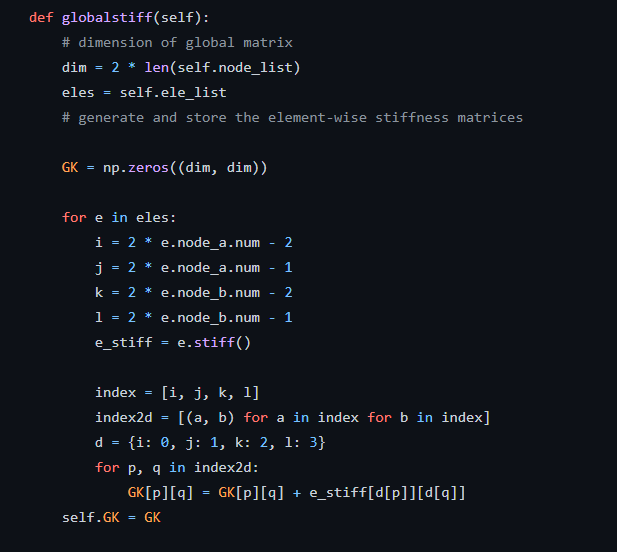 def globalstiff(self):
    # dimension of global matrix
    dim = 2 * len(self.node_list)
    eles = self.ele_list
    # generate and store the element-wise stiffness matrices

    GK = np.zeros((dim, dim))

    for e in eles:
        i = 2 * e.node_a.num - 2
        j = 2 * e.node_a.num - 1
        k = 2 * e.node_b.num - 2
        l = 2 * e.node_b.num - 1
        e_stiff = e.stiff()

        index = [i, j, k, l]
        index2d = [(a, b) for a in index for b in index]
        d = {i: 0, j: 1, k: 2, l: 3}
        for p, q in index2d:
            GK[p][q] = GK[p][q] + e_stiff[d[p]][d[q]]
    self.GK = GK